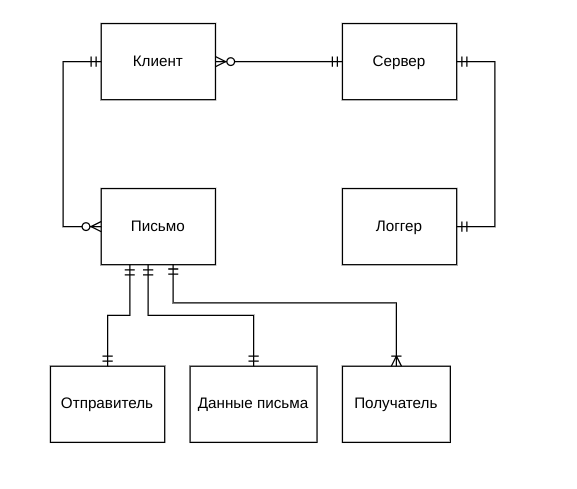 Клиент
Сервер
Письмо
Логгер
Отправитель
Данные письма
Получатель